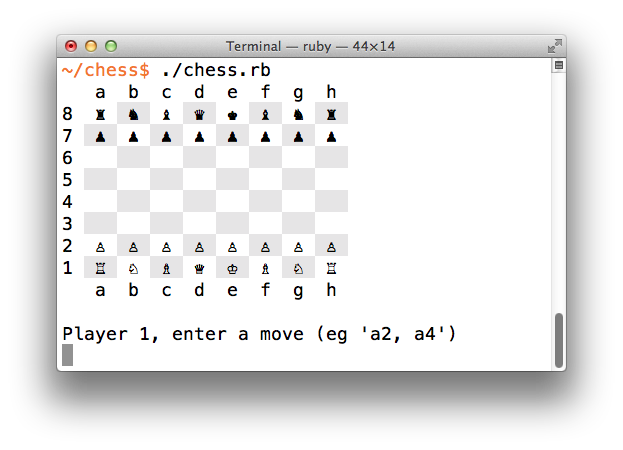 Terminal — ruby — 44×14
~/chess$ ./chess.rb
a b c d e f g h
8 ♜ ♞ ♝ ♛ ♚ ♝ ♞ ♜
7 ♟ ♟ ♟ ♟ ♟ ♟ ♟ ♟
6
5
4
3
2 ♙ ♙ ♙ ♙ ♙ ♙ ♙ ♙
1 ♖ ♘ ♗ ♕ ♔ ♗ ♘ ♖
a b c d e f g h
Player 1, enter a move (eg 'a2, a4')